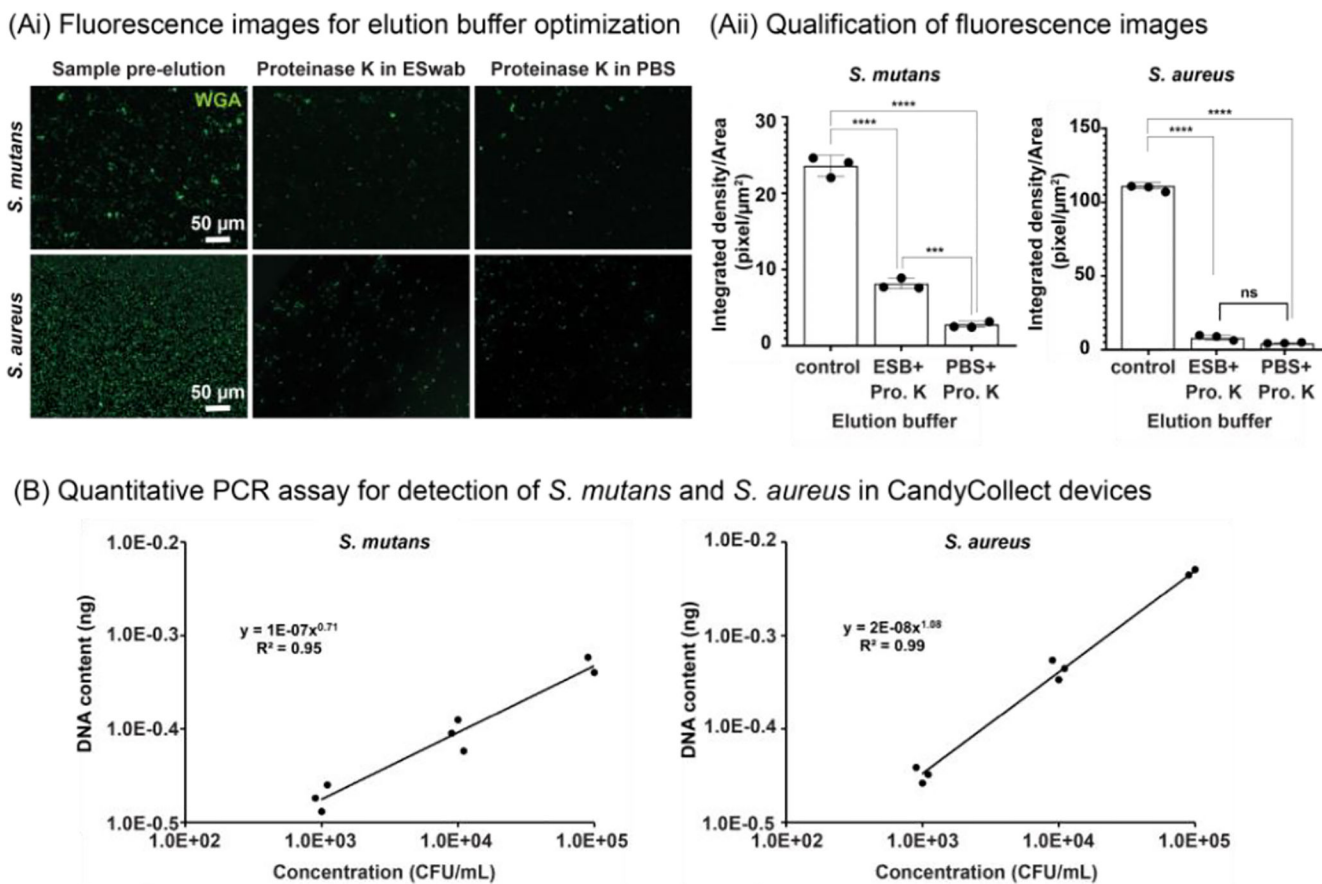 (Ai) Fluorescence images for elution buffer optimization
Sample pre-elution
Proteinase K in ESwab
Proteinase K in PBS
S. mutans
WGA
50 µm
S. aureus
50 µm
(Aii) Qualification of fluorescence images
S. mutans
Integrated density/Area
(pixel/µm²)
30
20
10
0
****
****
***
control
ESB+
Pro. K
PBS+
Pro. K
Elution buffer
S. aureus
Integrated density/Area
(pixel/µm²)
150
100
50
0
****
****
ns
control
ESB+
Pro. K
PBS+
Pro. K
Elution buffer
(B) Quantitative PCR assay for detection of S. mutans and S. aureus in CandyCollect devices
S. mutans
DNA content (ng)
1.0E-0.2
1.0E-0.3
1.0E-0.4
1.0E-0.5
y = 1E-07x^0.71
R² = 0.95
1.0E+02
1.0E+03
1.0E+04
1.0E+05
Concentration (CFU/mL)
S. aureus
DNA content (ng)
1.0E-0.2
1.0E-0.3
1.0E-0.4
1.0E-0.5
y = 2E-08x^1.08
R² = 0.99
1.0E+02
1.0E+03
1.0E+04
1.0E+05
Concentration (CFU/mL)